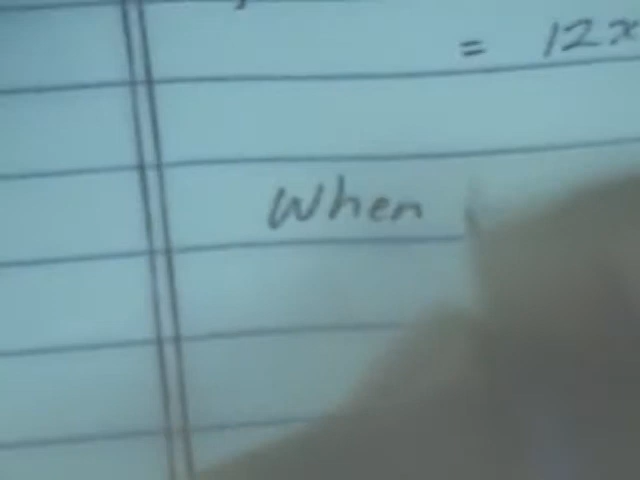 = 12x
When